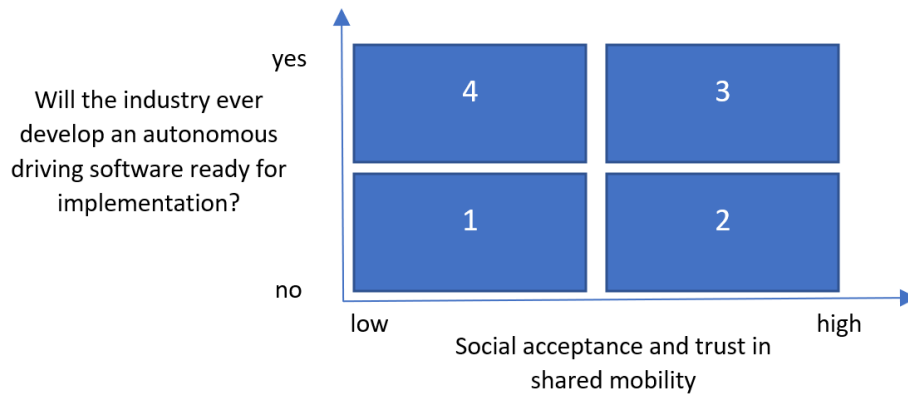 yes
Will the industry ever
develop an autonomous
driving software ready for
implementation?
4
3
1
2
no
low
high
Social acceptance and trust in
shared mobility